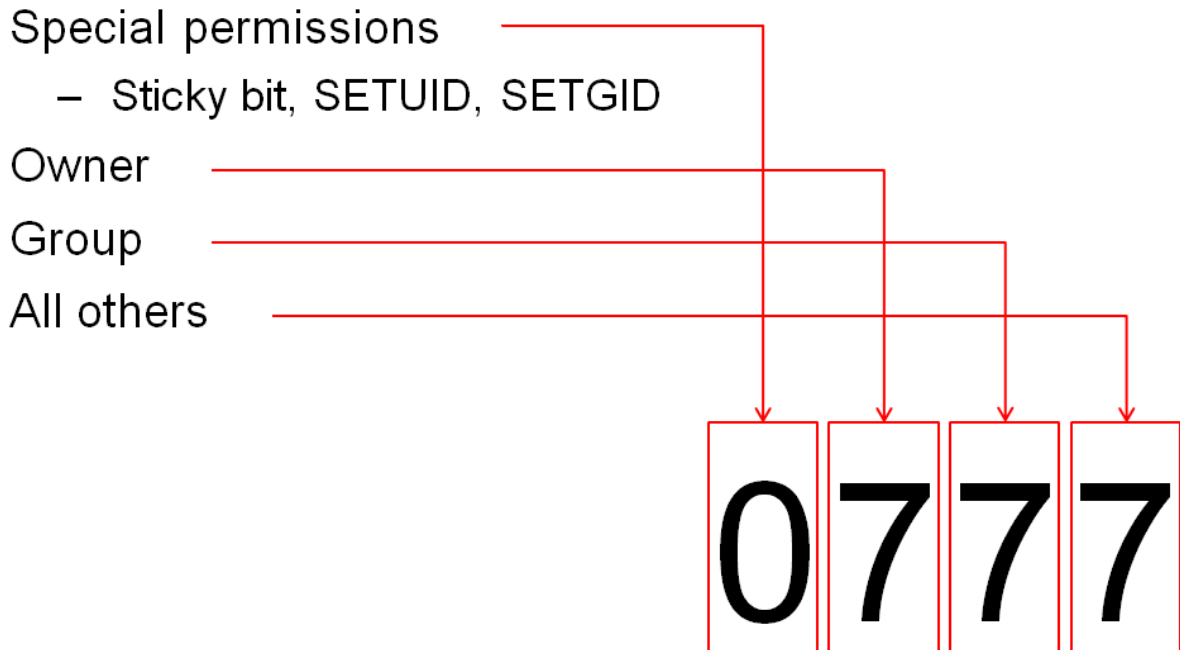 Special permissions
– Sticky bit, SETUID, SETGID
Owner
Group
All others
0777